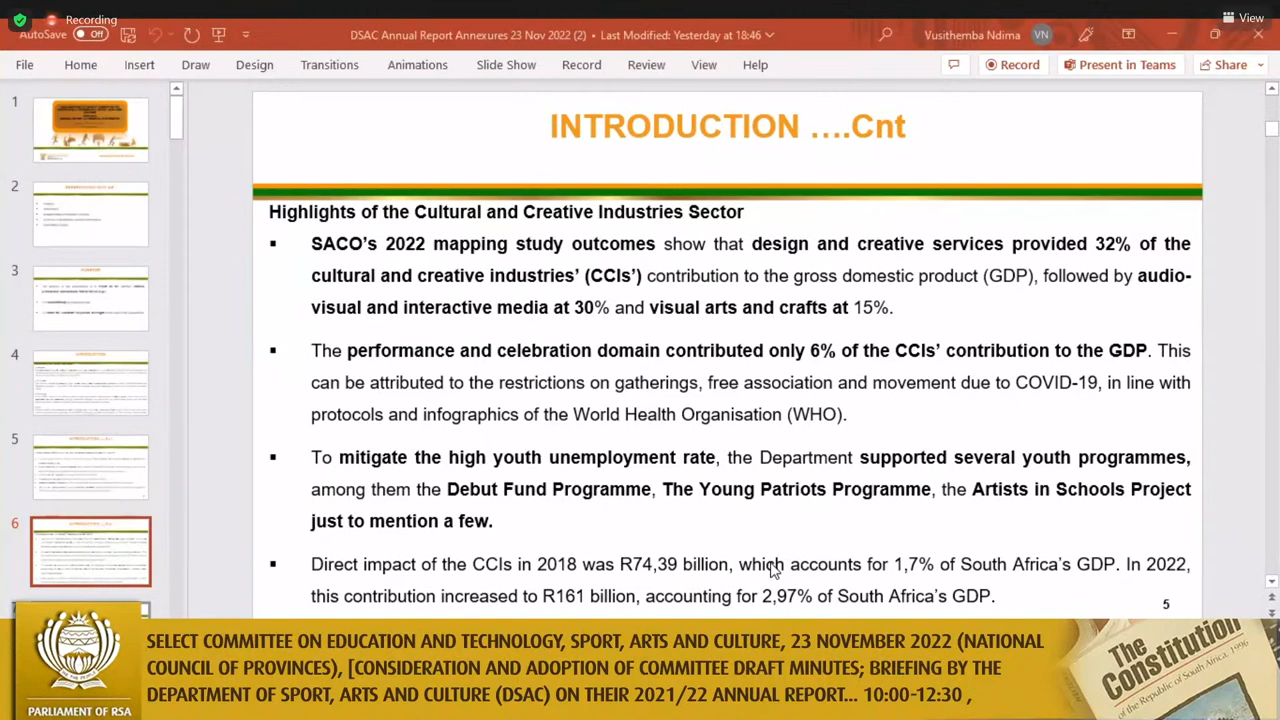 Recording
View
AutoSave Off
DSAC Annual Report Annexures 23 Nov 2022 (2) • Last Modified: Yesterday at 18:46
Vusithemba Ndima VN
File Home Insert Draw Design Transitions Animations Slide Show Record Review View Help
Record Present in Teams Share
1
2
3
4
5
6
INTRODUCTION ….Cnt
Highlights of the Cultural and Creative Industries Sector
▪ SACO’s 2022 mapping study outcomes show that design and creative services provided 32% of the
cultural and creative industries’ (CCIs’) contribution to the gross domestic product (GDP), followed by audio-
visual and interactive media at 30% and visual arts and crafts at 15%.
▪ The performance and celebration domain contributed only 6% of the CCIs’ contribution to the GDP. This
can be attributed to the restrictions on gatherings, free association and movement due to COVID-19, in line with
protocols and infographics of the World Health Organisation (WHO).
▪ To mitigate the high youth unemployment rate, the Department supported several youth programmes,
among them the Debut Fund Programme, The Young Patriots Programme, the Artists in Schools Project
just to mention a few.
▪ Direct impact of the CCIs in 2018 was R74,39 billion, which accounts for 1,7% of South Africa’s GDP. In 2022,
this contribution increased to R161 billion, accounting for 2,97% of South Africa’s GDP.
5
SELECT COMMITTEE ON EDUCATION AND TECHNOLOGY, SPORT, ARTS AND CULTURE, 23 NOVEMBER 2022 (NATIONAL
COUNCIL OF PROVINCES), [CONSIDERATION AND ADOPTION OF COMMITTEE DRAFT MINUTES; BRIEFING BY THE
DEPARTMENT OF SPORT, ARTS AND CULTURE (DSAC) ON THEIR 2021/22 ANNUAL REPORT... 10:00-12:30 ,
PARLIAMENT OF RSA
The
Constitution
of the Republic of South Africa, 1996